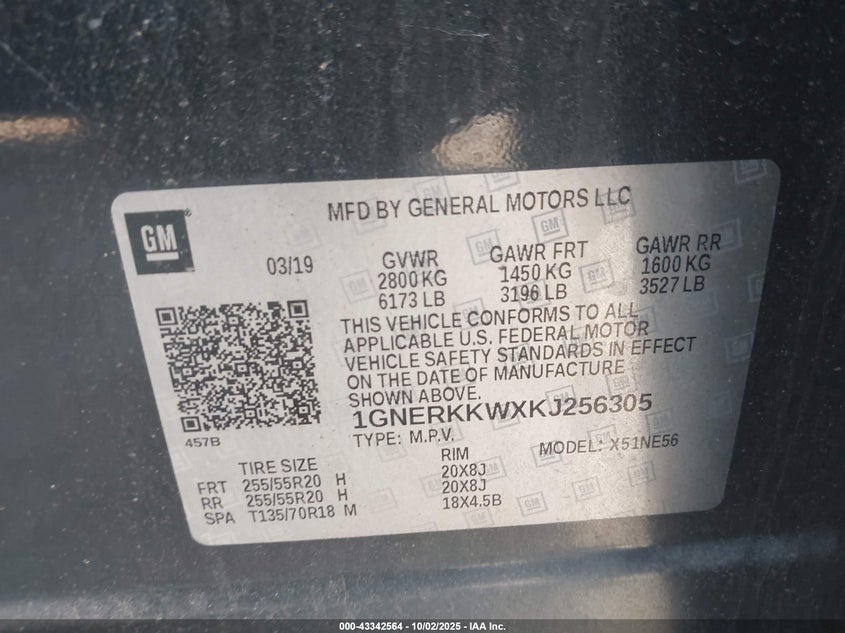 MFD BY GENERAL MOTORS LLC
GM ®
03/19
GVWR GAWR FRT GAWR RR
2800 KG 1450 KG 1600 KG
6173 LB 3196 LB 3527 LB
THIS VEHICLE CONFORMS TO ALL
APPLICABLE U.S. FEDERAL MOTOR
VEHICLE SAFETY STANDARDS IN EFFECT
ON THE DATE OF MANUFACTURE
SHOWN ABOVE.
1GNERKKWXKJ256305
457B
TYPE: M.P.V. MODEL: X51NE56
TIRE SIZE RIM
FRT 255/55R20 H 20X8J
RR 255/55R20 H 20X8J
SPA T135/70R18 M 18X4.5B
000-43342564 - 10/02/2025 - IAA Inc.